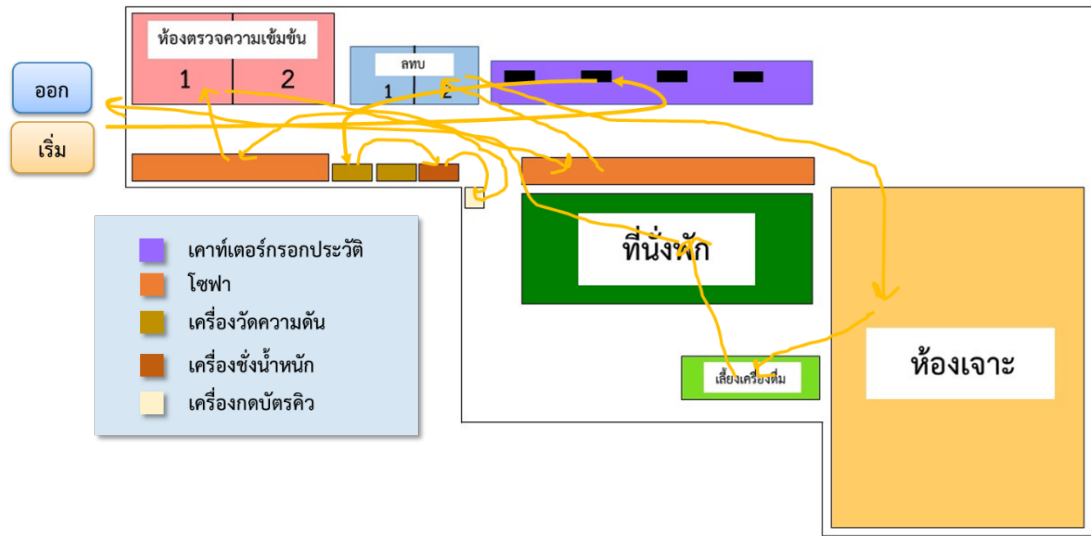 ห้องตรวจความเข้มข้น
1 2
ลทบ
1 2
ออก
เริ่ม
ที่นั่งพัก
ห้องเจาะ
เลี้ยงเครื่องดื่ม
เคาท์เตอร์กรอกประวัติ
โซฟา
เครื่องวัดความดัน
เครื่องชั่งน้ำหนัก
เครื่องกดบัตรคิว